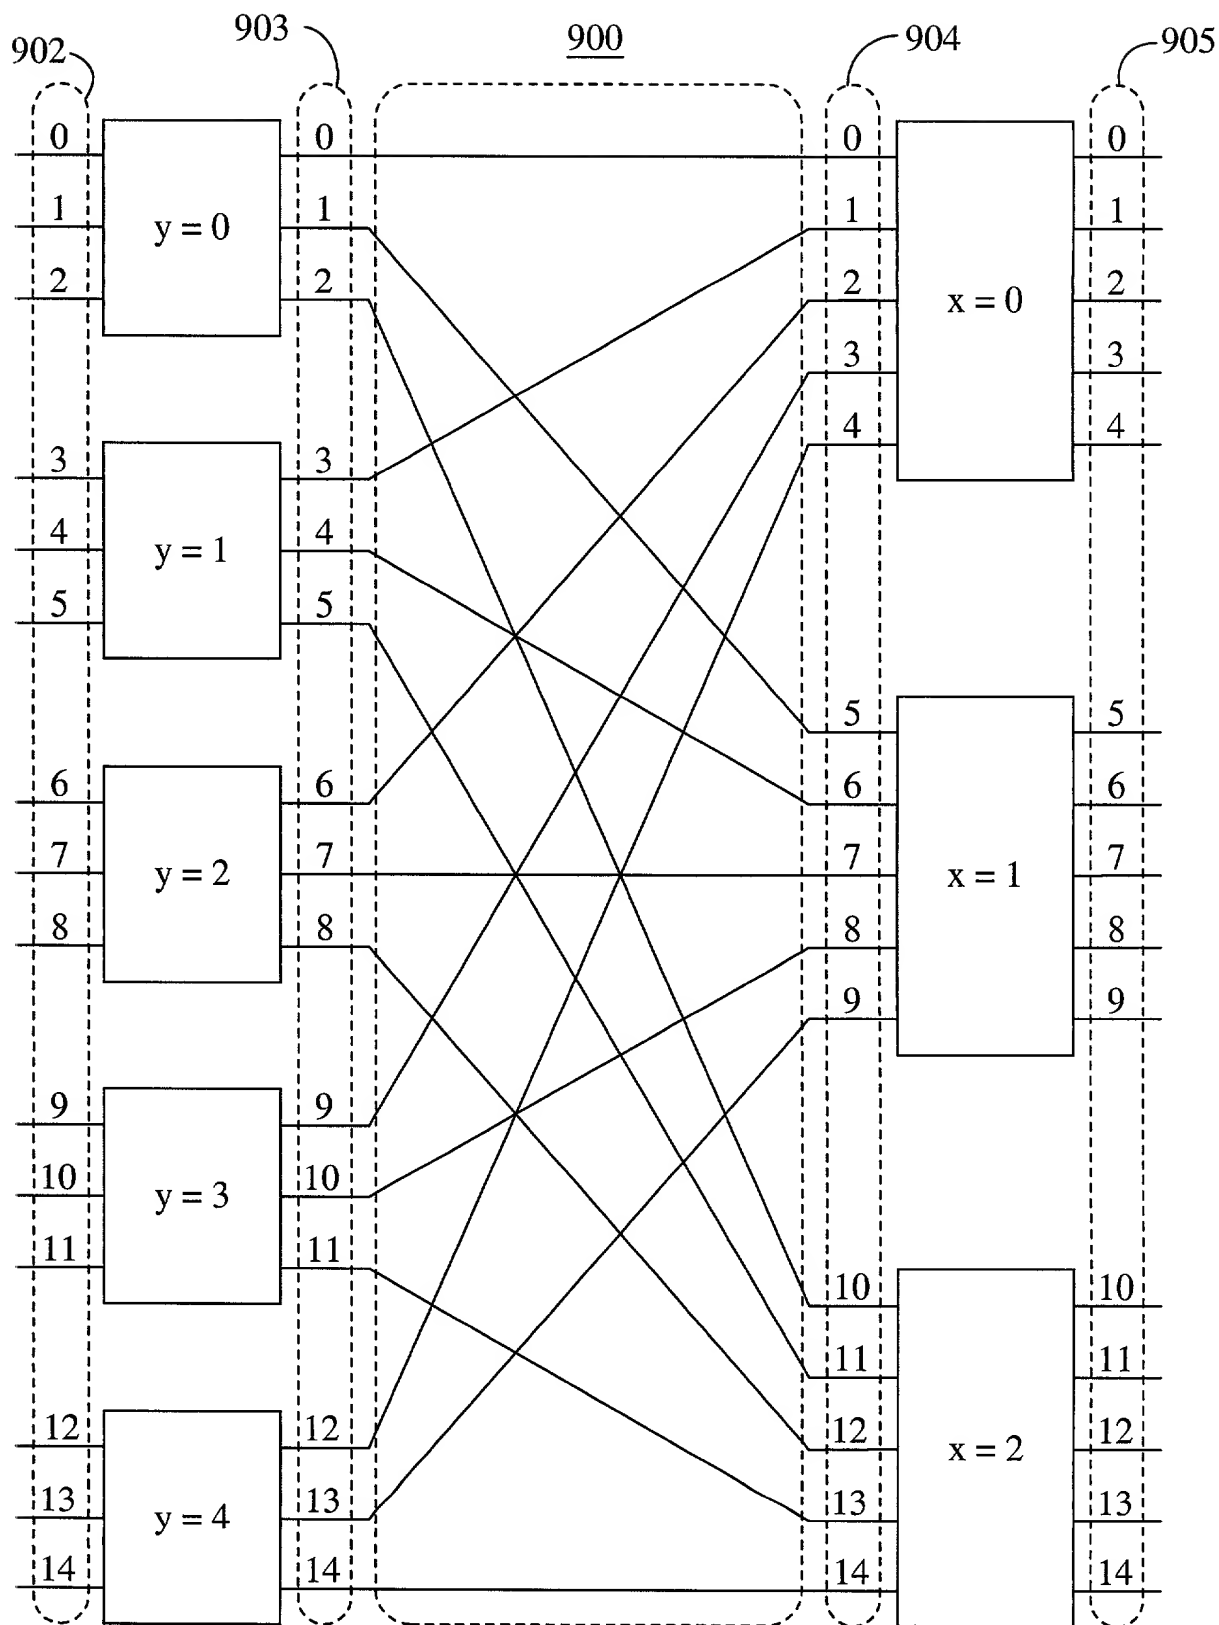 902
903
900
904
905
0 0 0 0
1 y = 0 1 1 1
2 2 2 x = 0 2
3 3
4 4
3 3
4 y = 1 4
5 5
5 5
6 6 6 6
7 y = 2 7 7 x = 1 7
8 8 8 8
9 9
9 9
10 y = 3 10
11 11
10 10
11 11
12 12 12 x = 2 12
13 y = 4 13 13 13
14 14 14 14